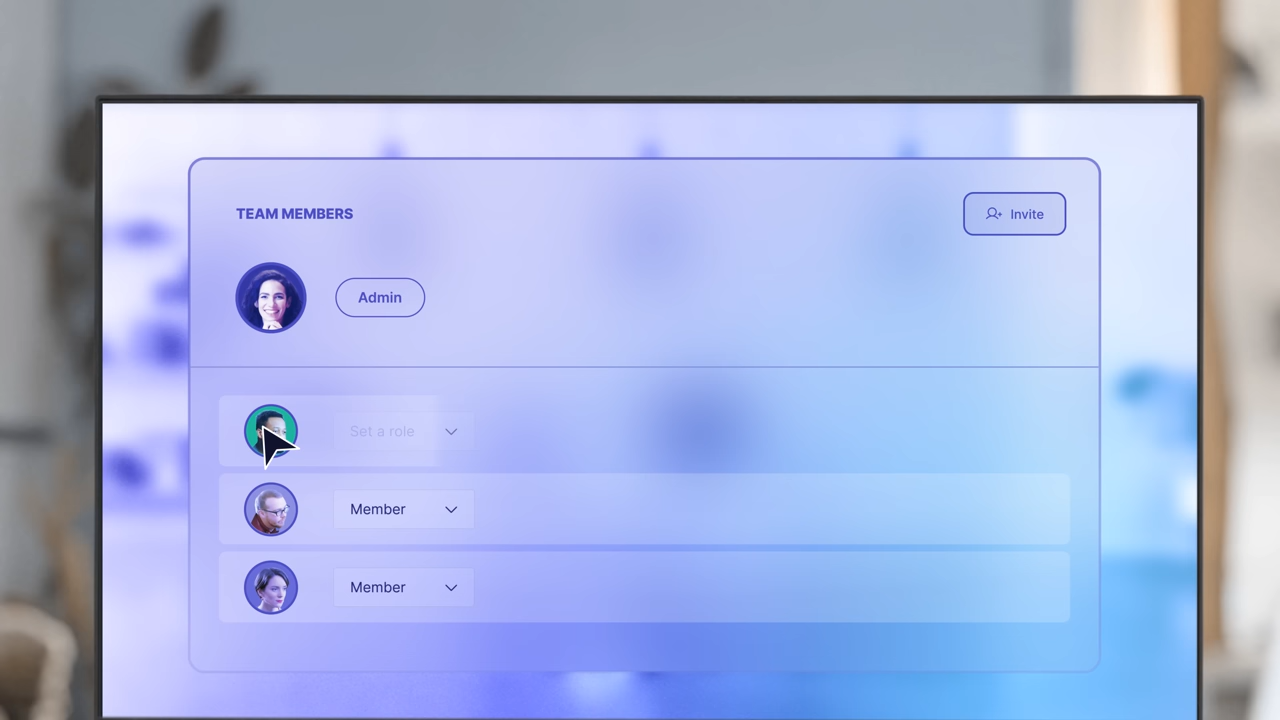 TEAM MEMBERS
Invite
Admin
Set a role
Member
Member